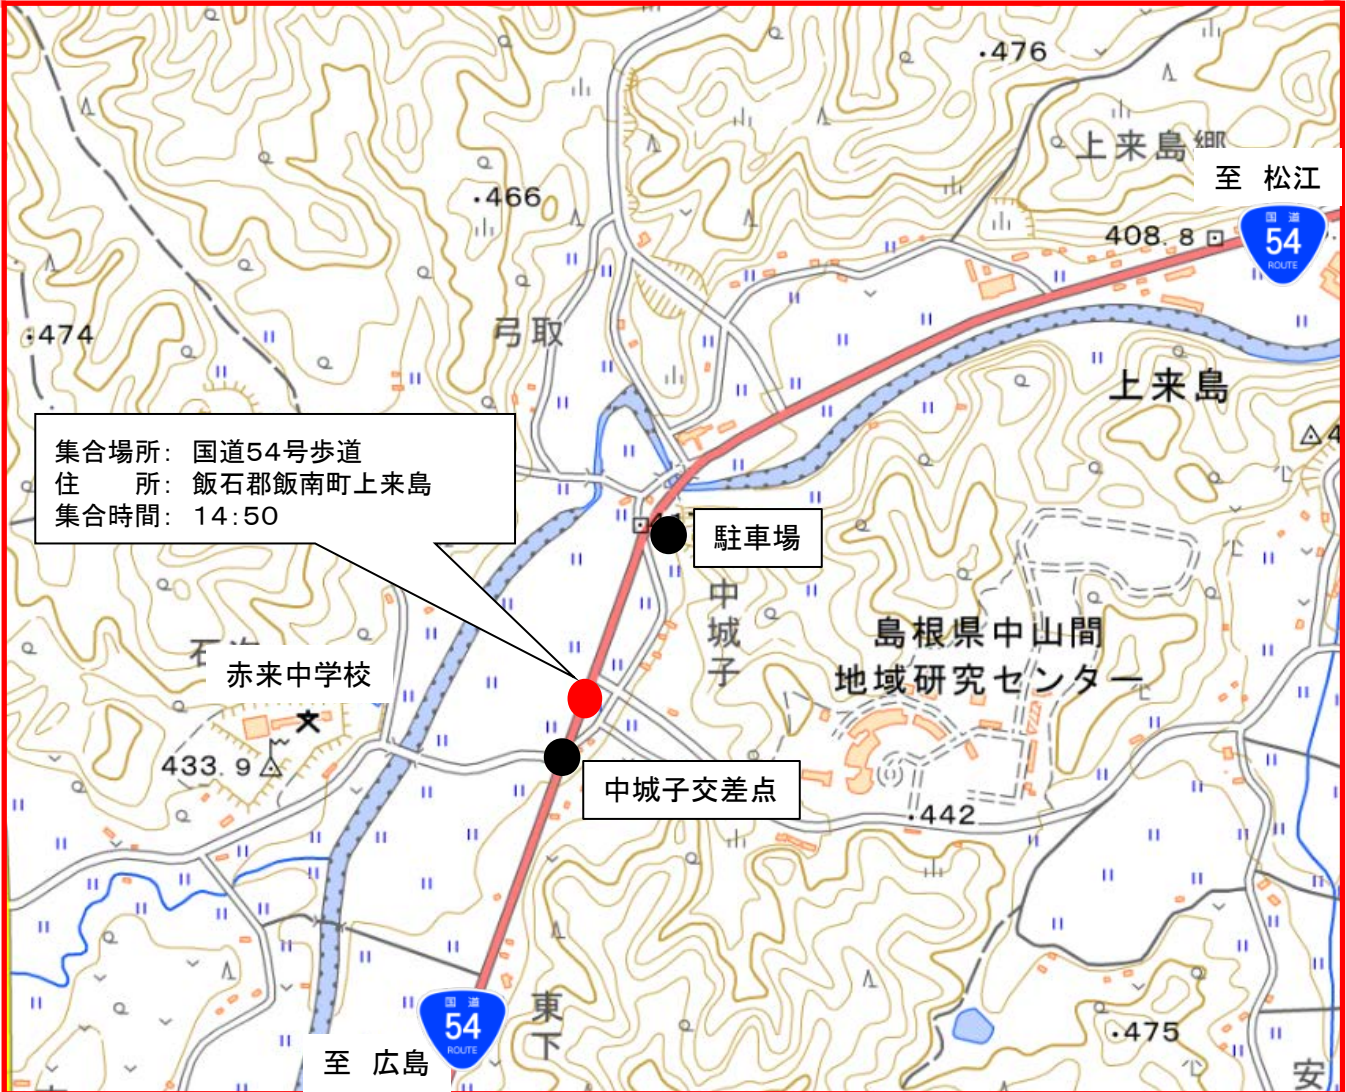 ・476
上来島郷
至 松江
・466
408.8
国道
54
ROUTE
・474
弓取
上来島
集合場所: 国道54号歩道
住 所: 飯石郡飯南町上来島
集合時間: 14:50
駐車場
中城子
島根県中山間
地域研究センター
赤来中学校
433.9
中城子交差点
・442
国道
54
ROUTE
東下
・475
至 広島
安